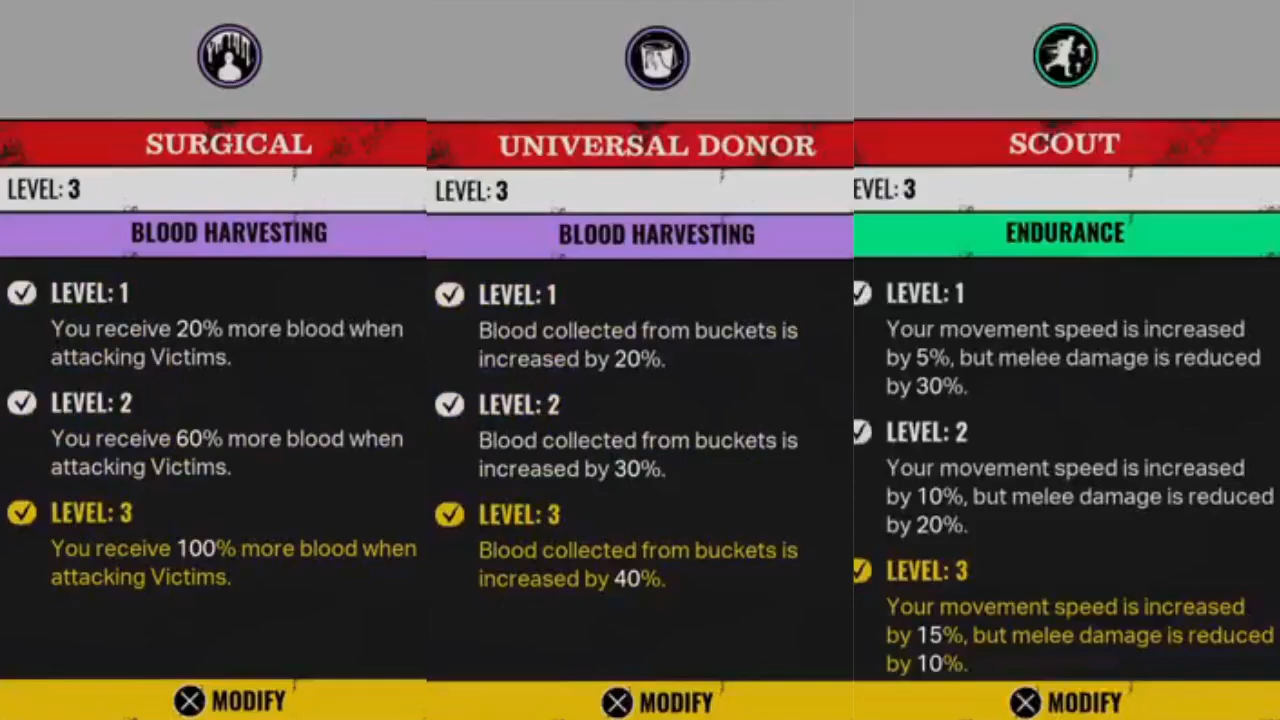 SURGICAL
LEVEL: 3
BLOOD HARVESTING
LEVEL: 1
You receive 20% more blood when
attacking Victims.
LEVEL: 2
You receive 60% more blood when
attacking Victims.
LEVEL: 3
You receive 100% more blood when
attacking Victims.
MODIFY
UNIVERSAL DONOR
LEVEL: 3
BLOOD HARVESTING
LEVEL: 1
Blood collected from buckets is
increased by 20%.
LEVEL: 2
Blood collected from buckets is
increased by 30%.
LEVEL: 3
Blood collected from buckets is
increased by 40%.
MODIFY
SCOUT
EVEL: 3
ENDURANCE
LEVEL: 1
Your movement speed is increased
by 5%, but melee damage is reduced
by 30%.
LEVEL: 2
Your movement speed is increased
by 10%, but melee damage is reduced
by 20%.
LEVEL: 3
Your movement speed is increased
by 15%, but melee damage is reduced
by 10%.
MODIFY